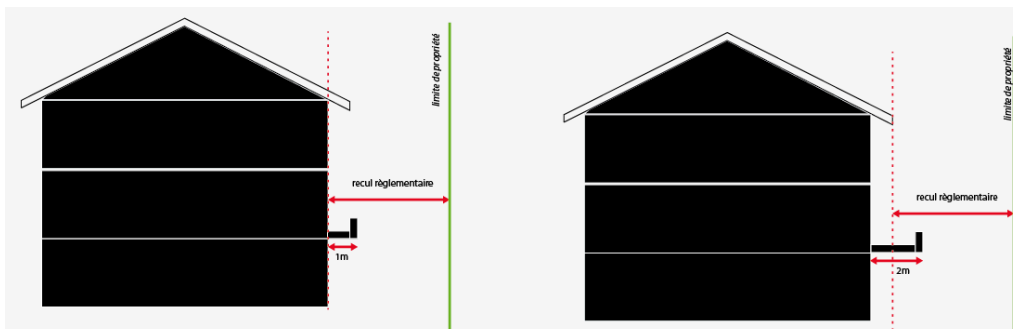 limite de propriété
recul règlementaire
1m
limite de propriété
recul règlementaire
2m